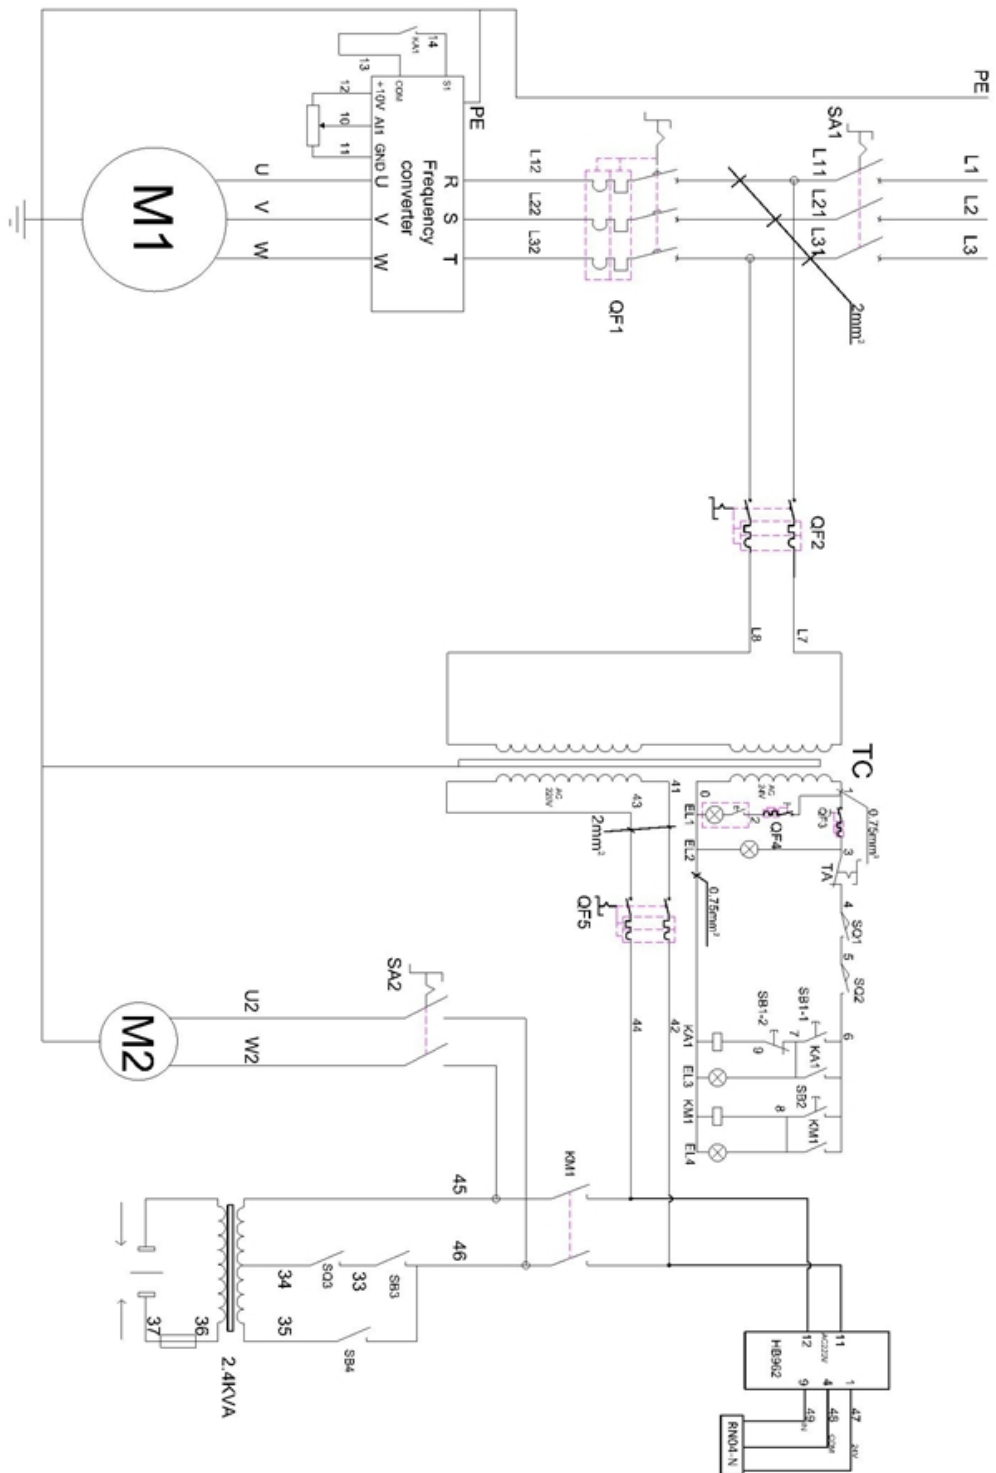 PE
L1
L2
L3
SA1
L11
L21
L31
2mm²
L12
L22
L32
QF1
PE
KA1
14
13
S1
COM
+10V
AI1
GND
12
10
11
Frequency
converter
R
S
T
U
V
W
U
V
W
M1
QF2
L7
L8
TC
1
0.75mm²
QF3
3
TA
4
SQ1
5
SQ2
6
AC
24V
0
2
QF4
EL1
EL2
0.75mm²
SB1-1
SB1-2
7
9
KA1
KA1
EL3
SB2
8
KM1
KM1
EL4
41
43
AC
220V
2mm²
QF5
42
44
SA2
U2
W2
M2
KM1
45
46
34
SQ3
33
SB3
35
SB4
36
37
2.4KVA
11
12
AC220V
HB962
1
4
9
47
48
49
24V
COM
IN
RN04-N